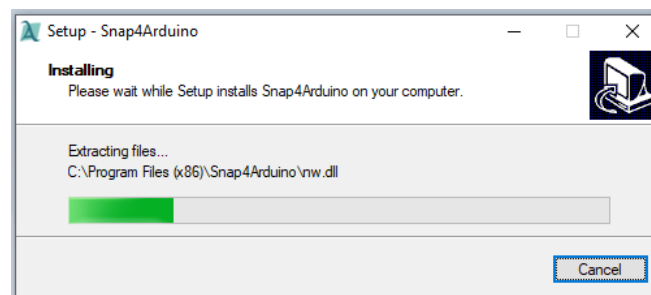 Setup - Snap4Arduino
Installing
Please wait while Setup installs Snap4Arduino on your computer.
Extracting files...
C:\Program Files (x86)\Snap4Arduino\nw.dll
Cancel